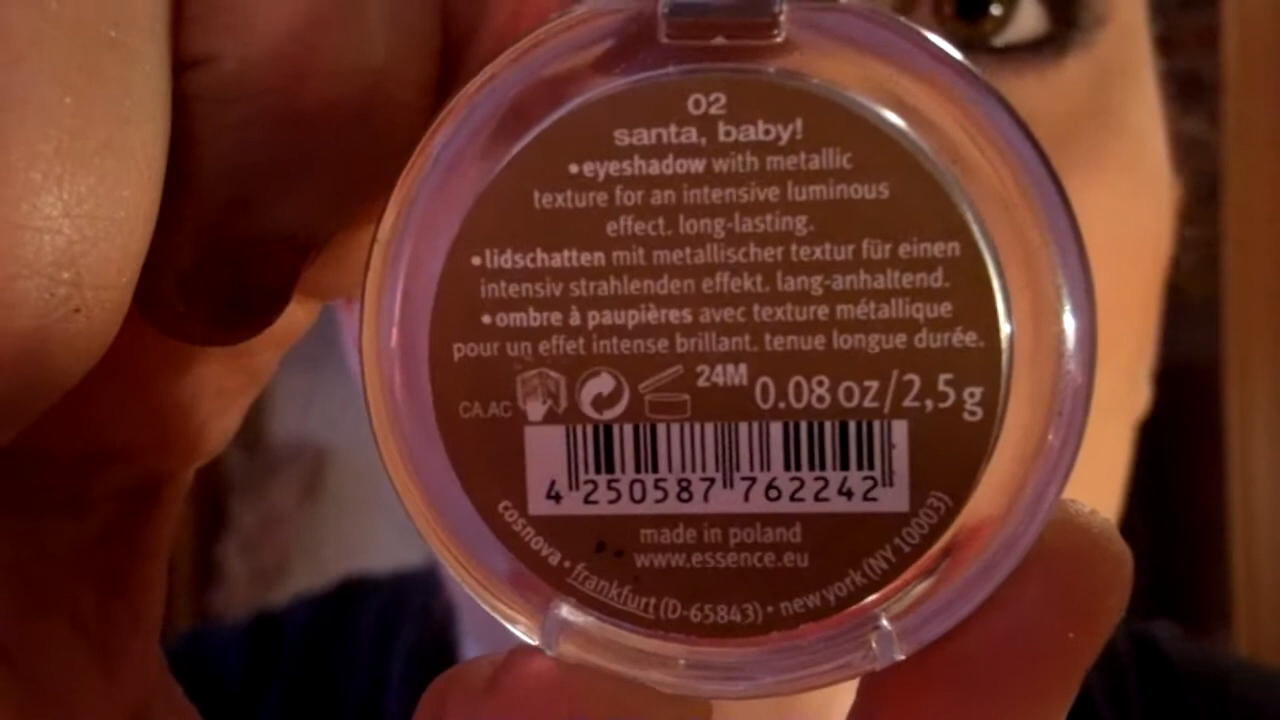 02
santa, baby!
•eyeshadow with metallic
texture for an intensive luminous
effect. long-lasting.
•lidschatten mit metallischer textur für einen
intensiv strahlenden effekt. lang-anhaltend.
•ombre à paupières avec texture métallique
pour un effet intense brillant. tenue longue durée.
CA.AC 24M 0.08 oz/2,5 g
4 250587 762242
made in poland
www.essence.eu
cosnova • frankfurt (D-65843) • new york (NY 10003)